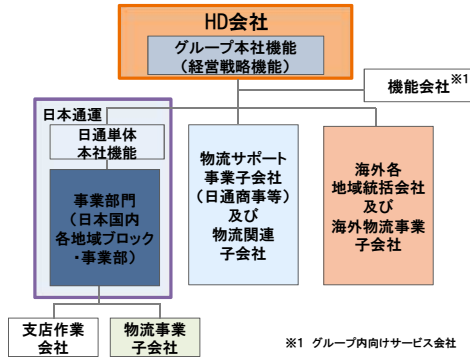 HD会社
グループ本社機能
（経営戦略機能）
機能会社※1
日本通運
日通単体
本社機能
事業部門
（日本国内
各地域ブロック
・事業部）
物流サポート
事業子会社
（日通商事等）
及び
物流関連
子会社
海外各
地域統括会社
及び
海外物流事業
子会社
支店作業
会社
物流事業
子会社
※1 グループ内向けサービス会社